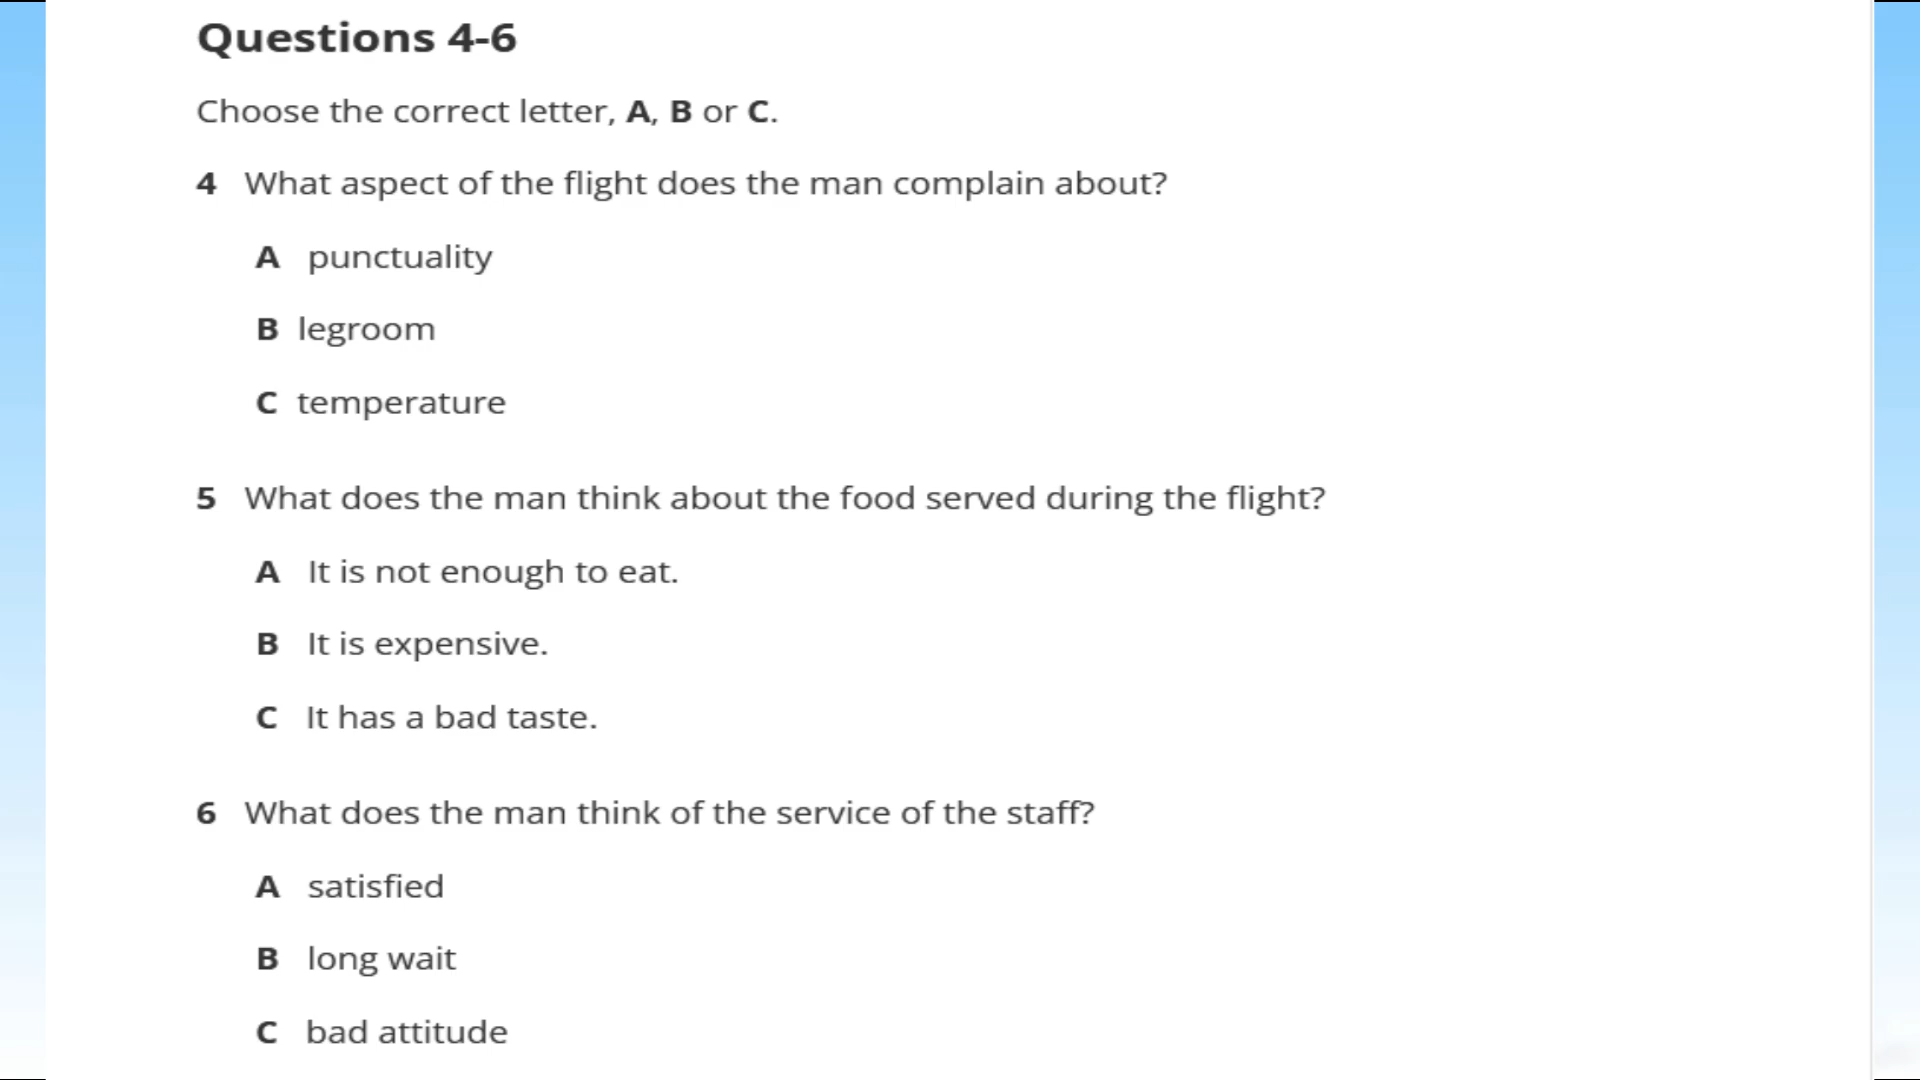 Questions 4-6
Choose the correct letter, A, B or C.
4 What aspect of the flight does the man complain about?
A punctuality
B legroom
C temperature
5 What does the man think about the food served during the flight?
A It is not enough to eat.
B It is expensive.
C It has a bad taste.
6 What does the man think of the service of the staff?
A satisfied
B long wait
C bad attitude